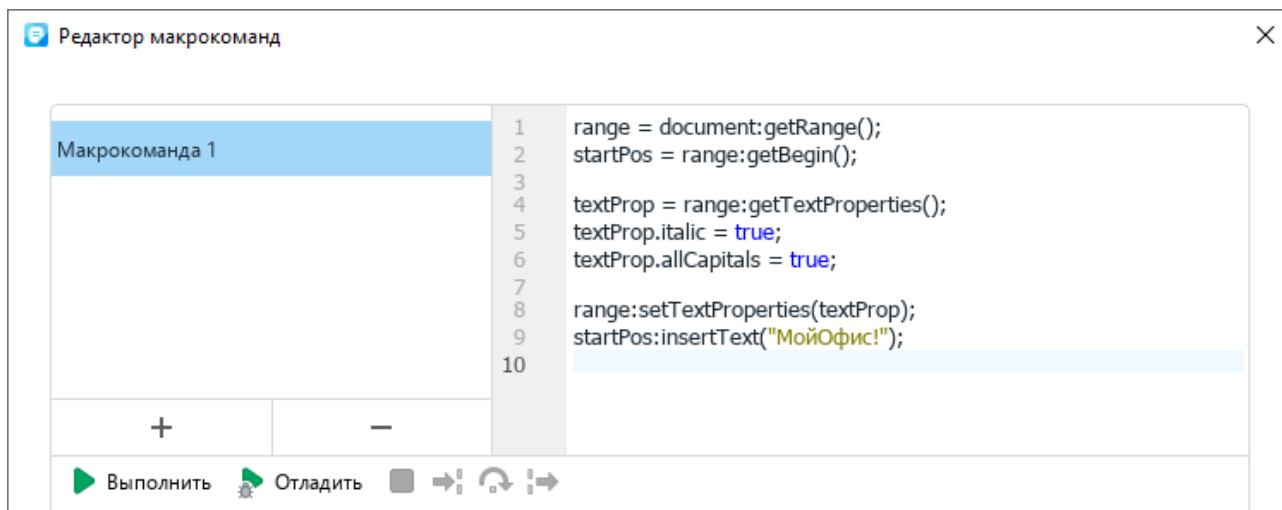 Редактор макрокоманд
Макрокоманда 1
1 range = document:getRange();
2 startPos = range:getBegin();
3
4 textProp = range:getTextProperties();
5 textProp.italic = true;
6 textProp.allCapitals = true;
7
8 range:setTextProperties(textProp);
9 startPos:insertText("МойОфис!");
10
Выполнить Отладить